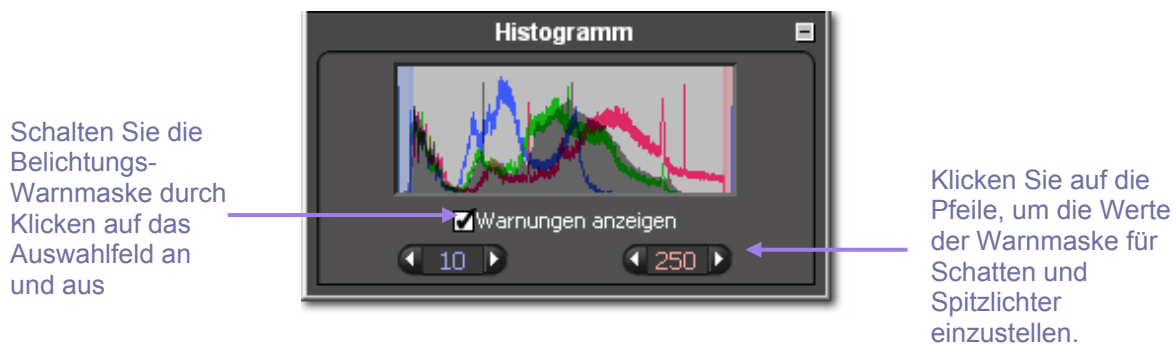 Histogramm
Schalten Sie die
Belichtungs-
Warnmaske durch
Klicken auf das
Auswahlfeld an
und aus
Warnungen anzeigen
10
250
Klicken Sie auf die
Pfeile, um die Werte
der Warnmaske für
Schatten und
Spitzlichter
einzustellen.